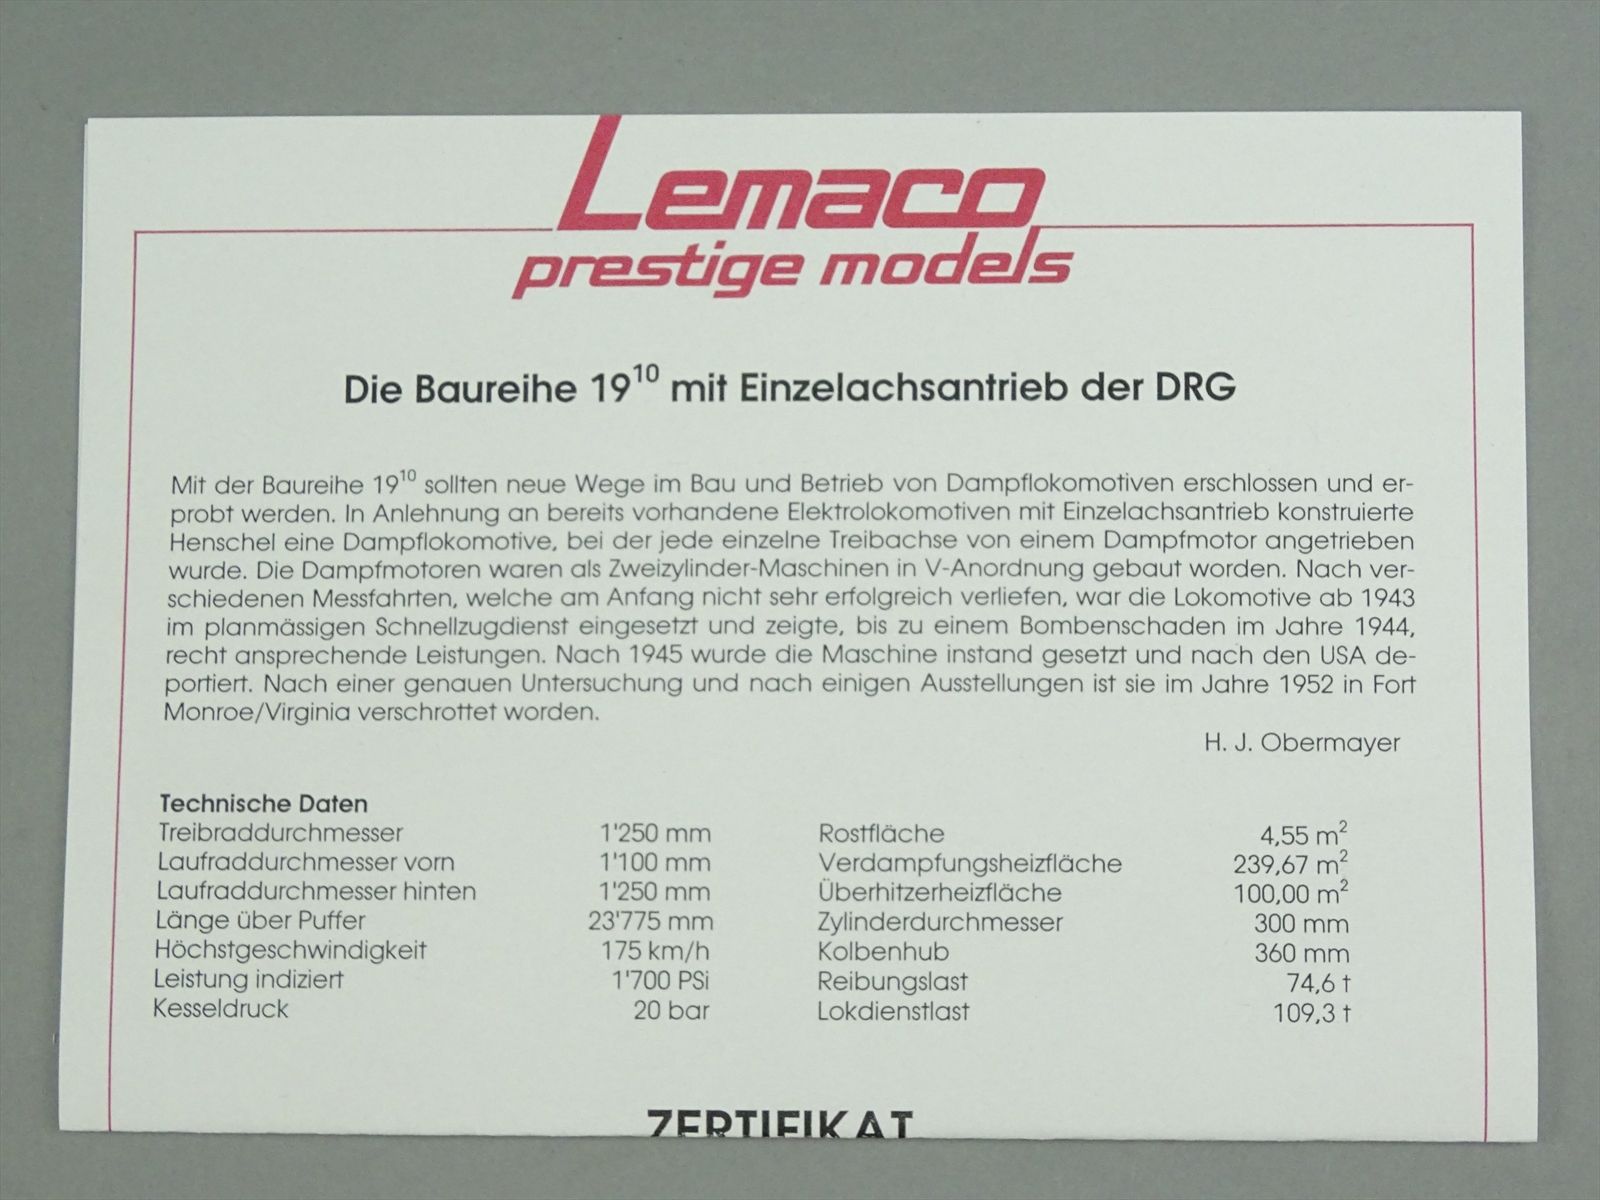 Lemaco
prestige models
Die Baureihe 19¹⁰ mit Einzelachsantrieb der DRG
Mit der Baureihe 19¹⁰ sollten neue Wege im Bau und Betrieb von Dampflokomotiven erschlossen und er-
probt werden. In Anlehnung an bereits vorhandene Elektrolokomotiven mit Einzelachsantrieb konstruierte
Henschel eine Dampflokomotive, bei der jede einzelne Treibachse von einem Dampfmotor angetrieben
wurde. Die Dampfmotoren waren als Zweizylinder-Maschinen in V-Anordnung gebaut worden. Nach ver-
schiedenen Messfahrten, welche am Anfang nicht sehr erfolgreich verliefen, war die Lokomotive ab 1943
im planmässigen Schnellzugdienst eingesetzt und zeigte, bis zu einem Bombenschaden im Jahre 1944,
recht ansprechende Leistungen. Nach 1945 wurde die Maschine instand gesetzt und nach den USA de-
portiert. Nach einer genauen Untersuchung und nach einigen Ausstellungen ist sie im Jahre 1952 in Fort
Monroe/Virginia verschrottet worden.
H. J. Obermayer
Technische Daten
Treibraddurchmesser 1'250 mm Rostfläche 4,55 m²
Laufraddurchmesser vorn 1'100 mm Verdampfungsheizfläche 239,67 m²
Laufraddurchmesser hinten 1'250 mm Überhitzerheizfläche 100,00 m²
Länge über Puffer 23'775 mm Zylinderdurchmesser 300 mm
Höchstgeschwindigkeit 175 km/h Kolbenhub 360 mm
Leistung indiziert 1'700 PSi Reibungslast 74,6 t
Kesseldruck 20 bar Lokdienstlast 109,3 t
ZERTIFIKAT